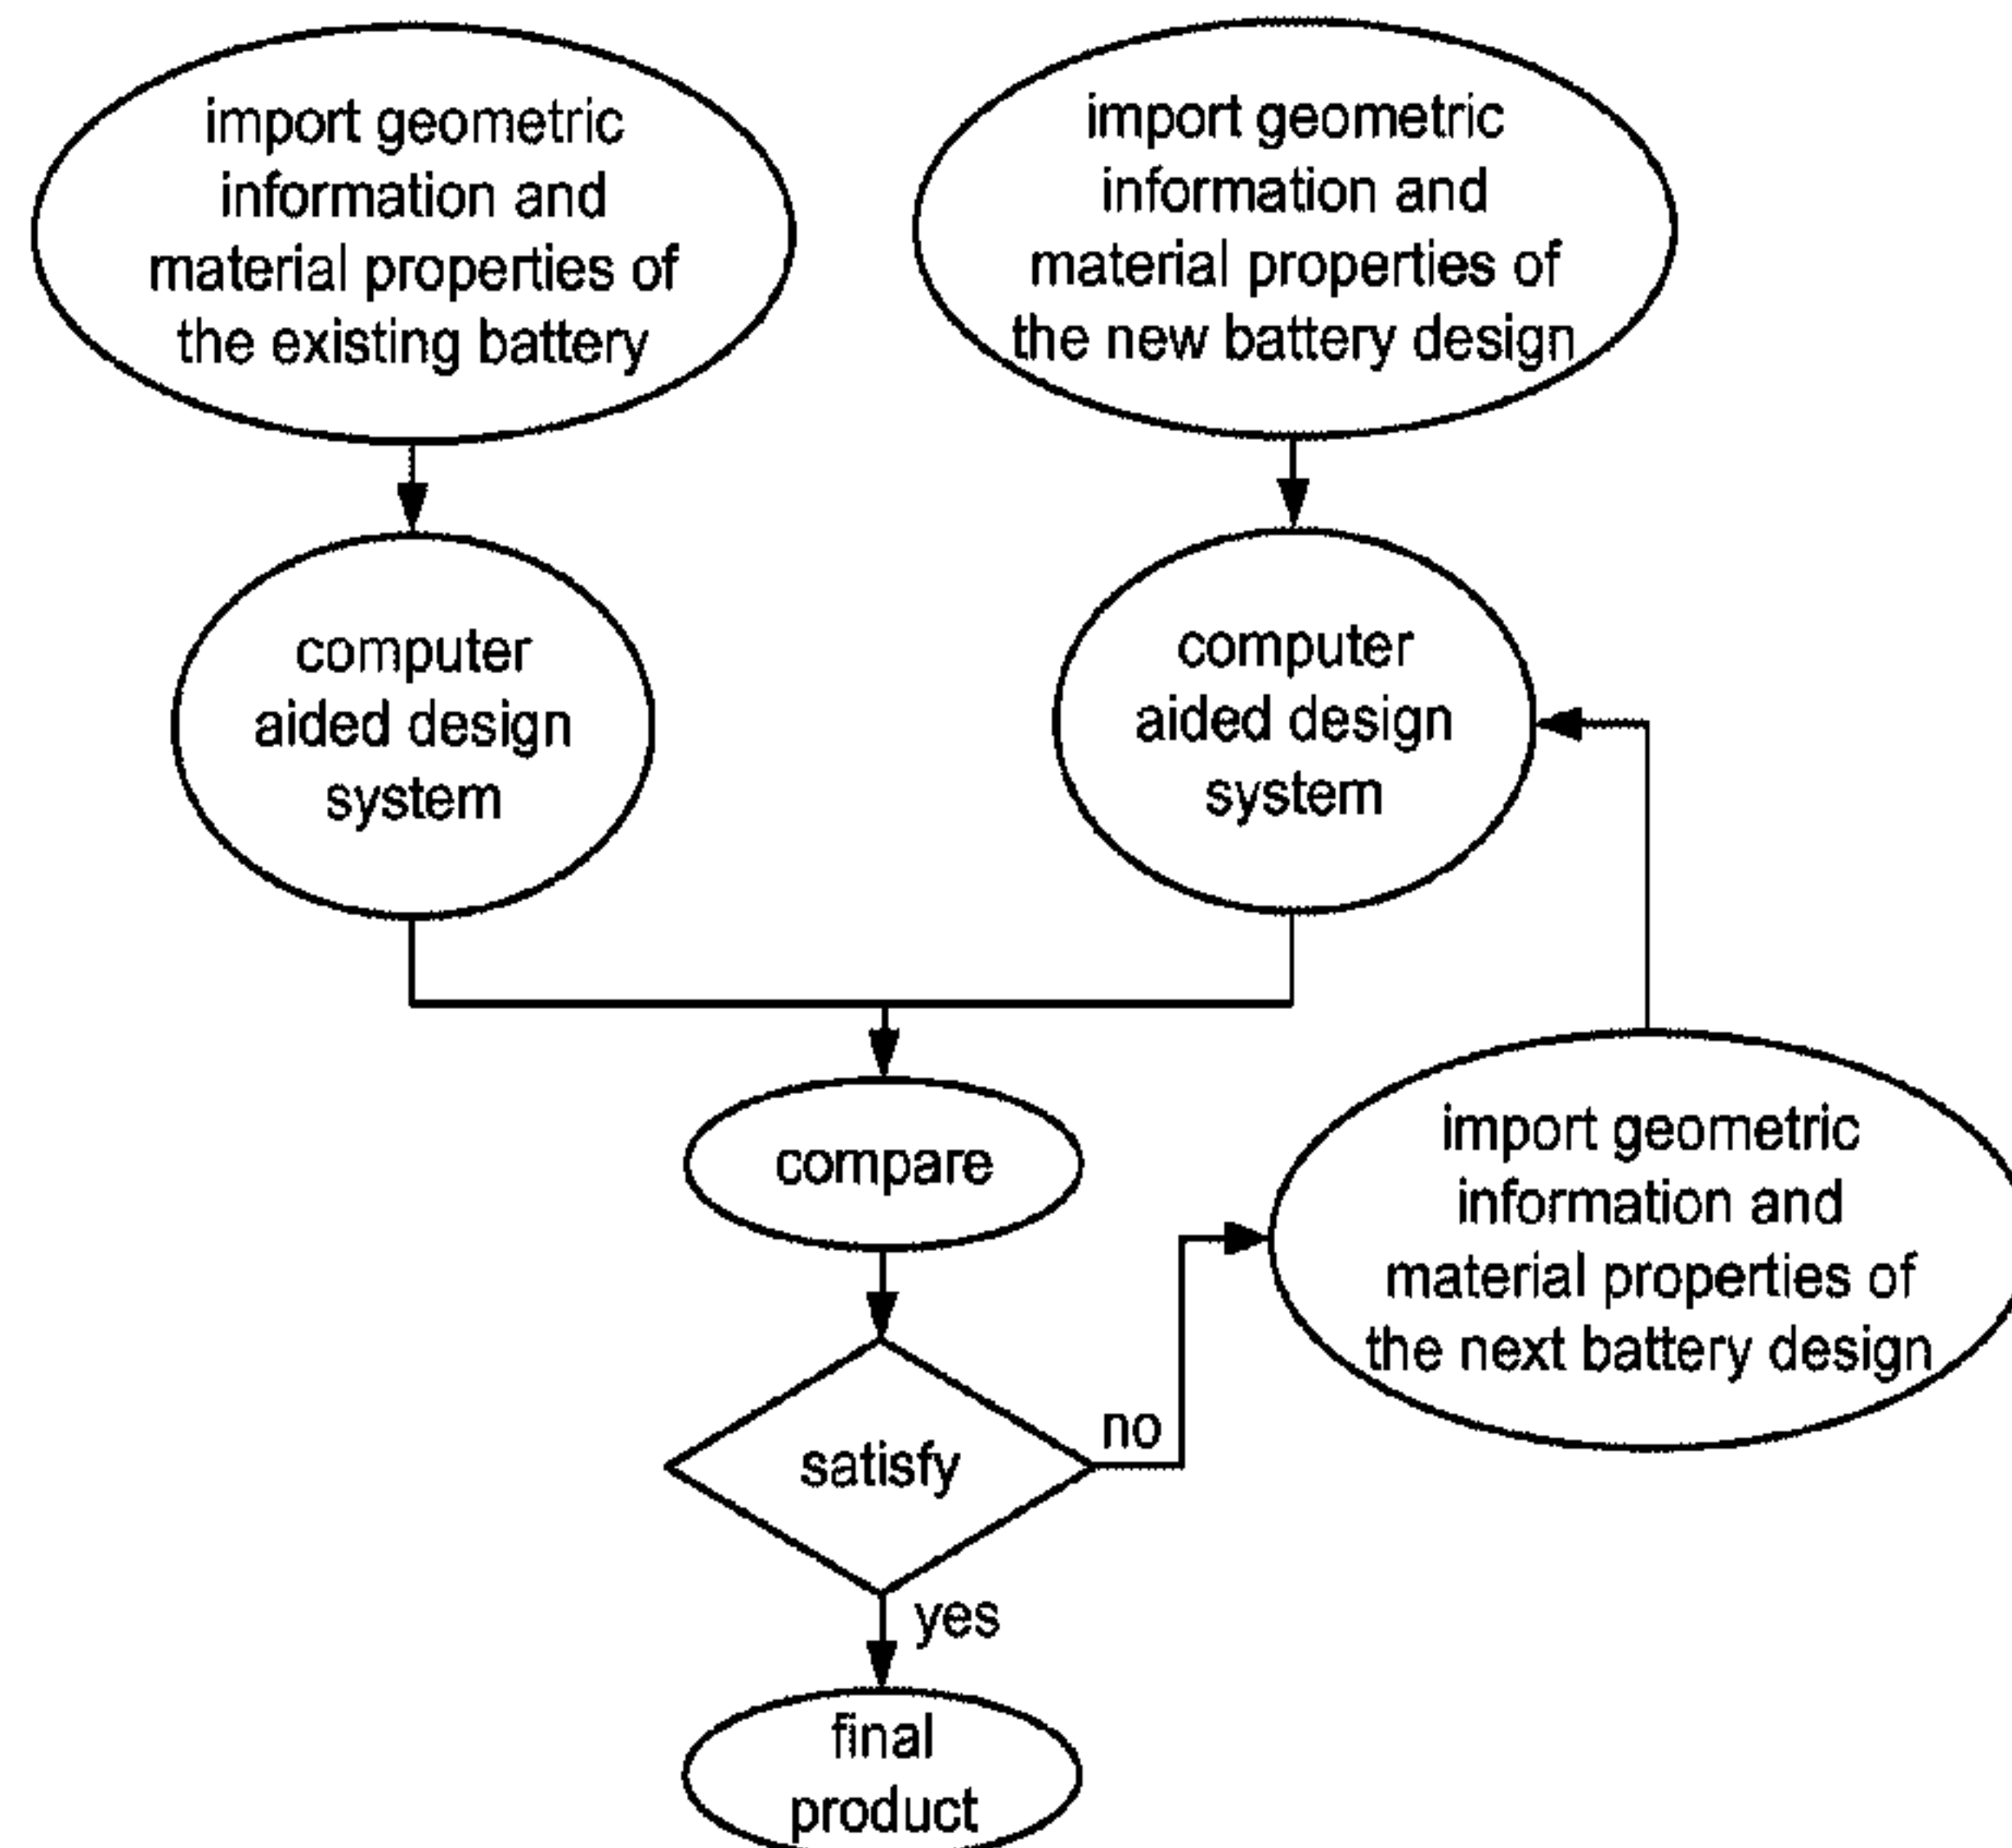 import geometric
information and
material properties of
the existing battery
import geometric
information and
material properties of
the new battery design
computer
aided design
system
computer
aided design
system
compare
import geometric
information and
material properties of
the next battery design
satisfy
no
yes
final
product